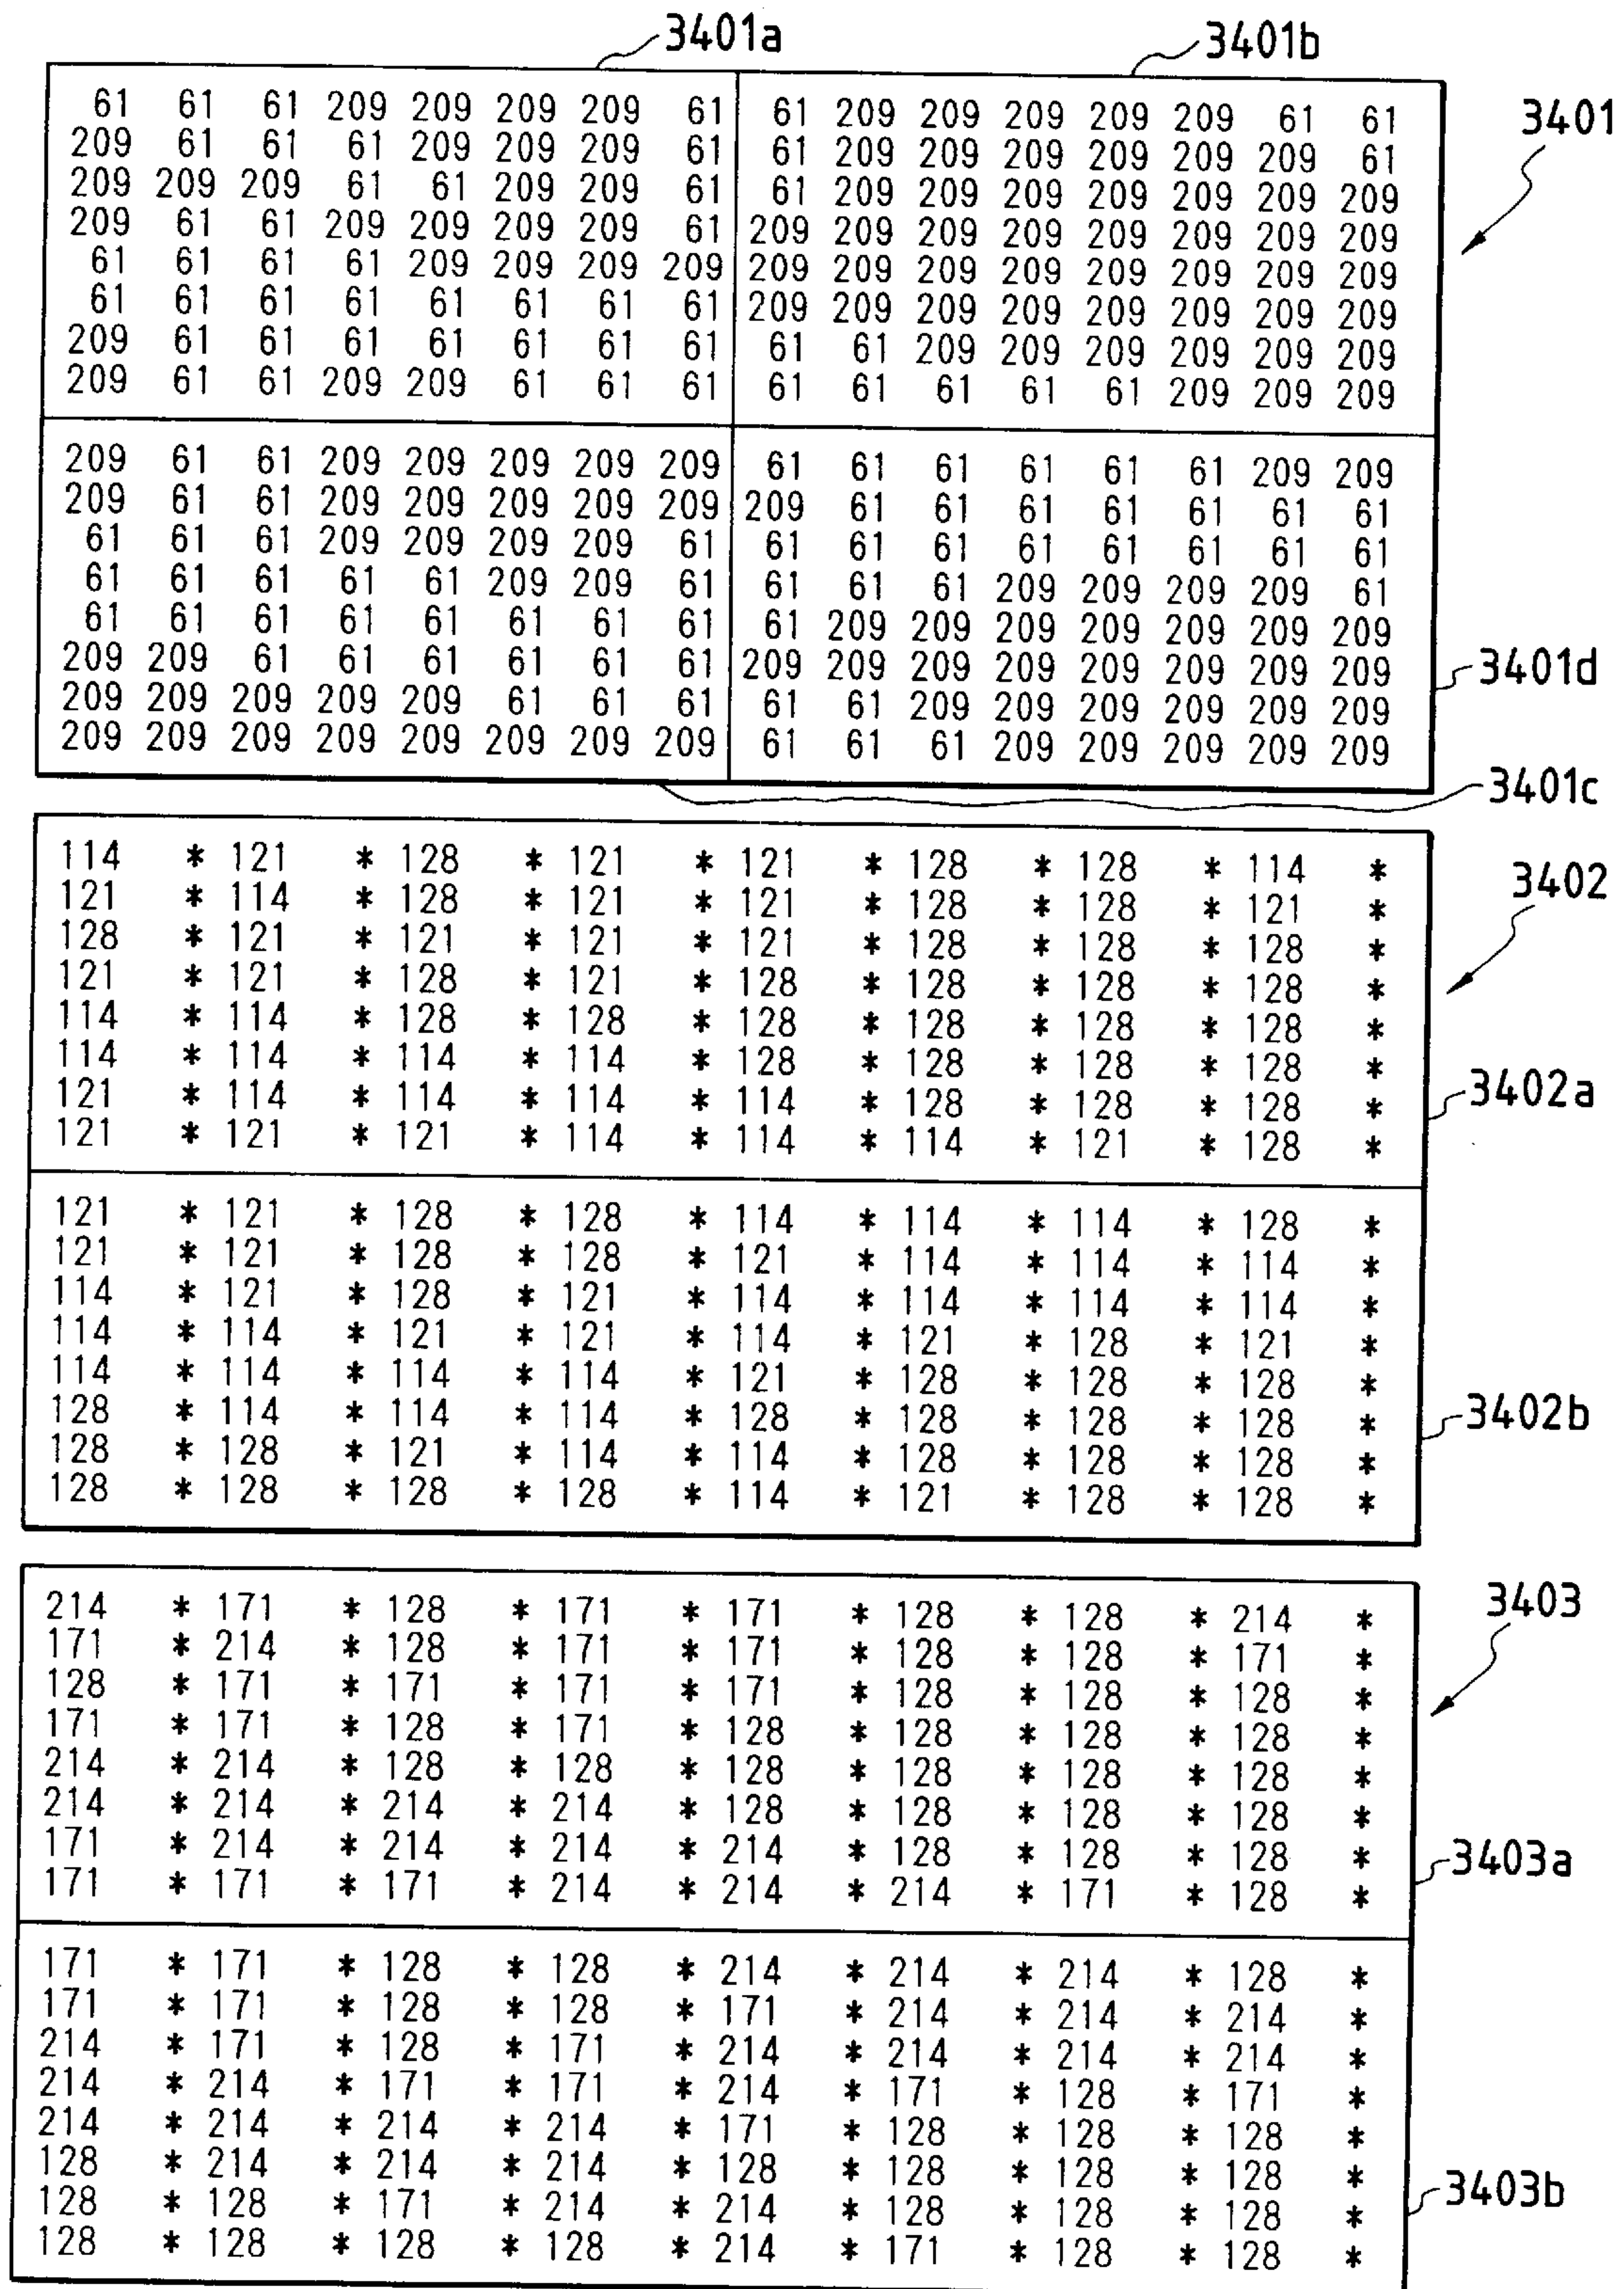 3401a
3401b
61 61 61 209 209 209 209 61 61 209 209 209 209 209 61 61
3401
209 61 61 61 209 209 209 61 61 209 209 209 209 209 209 61
209 209 209 61 61 209 209 61 61 209 209 209 209 209 209 209
209 61 61 209 209 209 209 61 209 209 209 209 209 209 209 209
61 61 61 61 209 209 209 209 209 209 209 209 209 209 209 209
61 61 61 61 61 61 61 61 209 209 209 209 209 209 209 209
209 61 61 61 61 61 61 61 61 61 209 209 209 209 209 209
209 61 61 209 209 61 61 61 61 61 61 61 61 209 209 209
209 61 61 209 209 209 209 209 61 61 61 61 61 61 209 209
209 61 61 209 209 209 209 209 209 61 61 61 61 61 61 61
61 61 61 209 209 209 209 61 61 61 61 61 61 61 61 61
61 61 61 61 61 209 209 61 61 61 61 209 209 209 209 61
61 61 61 61 61 61 61 61 61 209 209 209 209 209 209 209
209 209 61 61 61 61 61 61 209 209 209 209 209 209 209 209
3401d
209 209 209 209 209 61 61 61 61 61 209 209 209 209 209 209
209 209 209 209 209 209 209 209 61 61 61 209 209 209 209 209
3401c
114 * 121 * 128 * 121 * 121 * 128 * 128 * 114 *
3402
121 * 114 * 128 * 121 * 121 * 128 * 128 * 121 *
128 * 121 * 121 * 121 * 121 * 128 * 128 * 128 *
121 * 121 * 128 * 121 * 128 * 128 * 128 * 128 *
114 * 114 * 128 * 128 * 128 * 128 * 128 * 128 *
114 * 114 * 114 * 114 * 128 * 128 * 128 * 128 *
121 * 114 * 114 * 114 * 114 * 128 * 128 * 128 *
3402a
121 * 121 * 121 * 114 * 114 * 114 * 121 * 128 *
121 * 121 * 128 * 128 * 114 * 114 * 114 * 128 *
121 * 121 * 128 * 128 * 121 * 114 * 114 * 114 *
114 * 121 * 128 * 121 * 114 * 114 * 114 * 114 *
114 * 114 * 121 * 121 * 114 * 121 * 128 * 121 *
114 * 114 * 114 * 114 * 121 * 128 * 128 * 128 *
128 * 114 * 114 * 114 * 128 * 128 * 128 * 128 *
3402b
128 * 128 * 121 * 114 * 114 * 128 * 128 * 128 *
128 * 128 * 128 * 128 * 114 * 121 * 128 * 128 *
214 * 171 * 128 * 171 * 171 * 128 * 128 * 214 *
3403
171 * 214 * 128 * 171 * 171 * 128 * 128 * 171 *
128 * 171 * 171 * 171 * 171 * 128 * 128 * 128 *
171 * 171 * 128 * 171 * 128 * 128 * 128 * 128 *
214 * 214 * 128 * 128 * 128 * 128 * 128 * 128 *
214 * 214 * 214 * 214 * 128 * 128 * 128 * 128 *
171 * 214 * 214 * 214 * 214 * 128 * 128 * 128 *
3403a
171 * 171 * 171 * 214 * 214 * 214 * 171 * 128 *
171 * 171 * 128 * 128 * 214 * 214 * 214 * 128 *
171 * 171 * 128 * 128 * 171 * 214 * 214 * 214 *
214 * 171 * 128 * 171 * 214 * 214 * 214 * 214 *
214 * 214 * 171 * 171 * 214 * 171 * 128 * 171 *
214 * 214 * 214 * 214 * 171 * 128 * 128 * 128 *
128 * 214 * 214 * 214 * 128 * 128 * 128 * 128 *
3403b
128 * 128 * 171 * 214 * 214 * 128 * 128 * 128 *
128 * 128 * 128 * 128 * 214 * 171 * 128 * 128 *